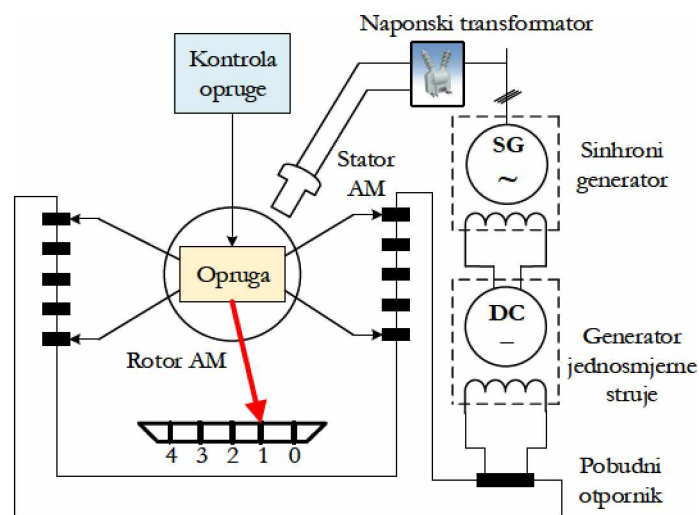 Naponski transformator
Kontrola
opruge
Stator
AM
SG
~
Sinhroni
generator
Opruga
DC
–
Generator
jednosmjerne
struje
Rotor AM
4 3 2 1 0
Pobudni
otpornik